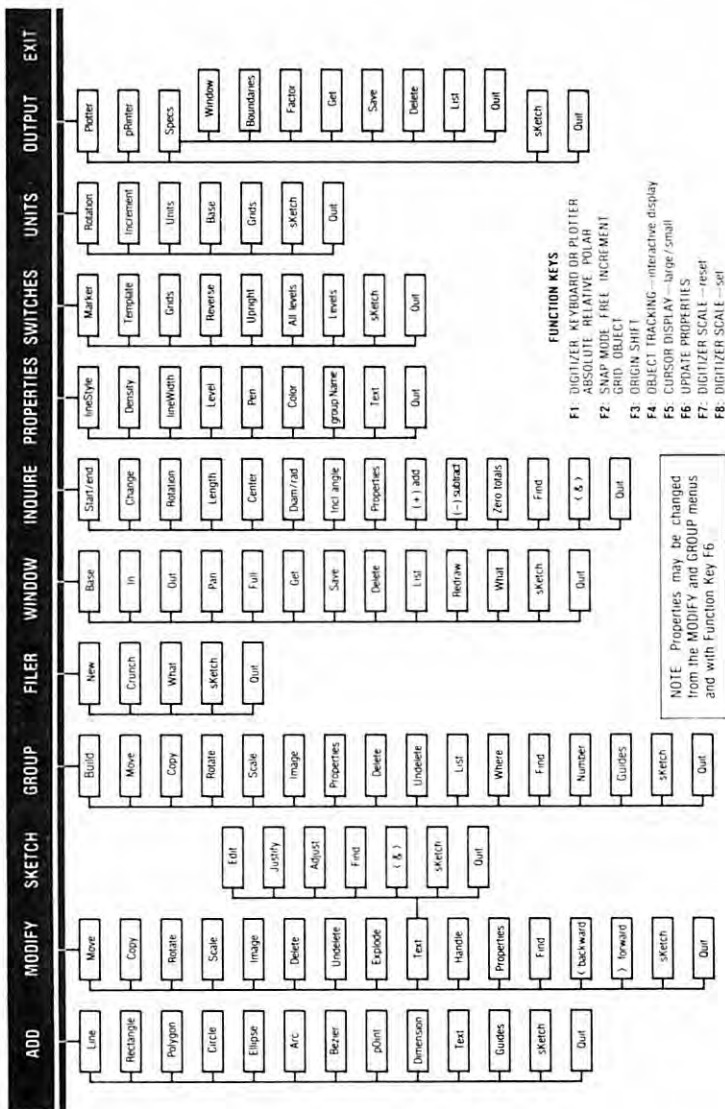 ADD MODIFY SKETCH GROUP FILER WINDOW INQUIRE PROPERTIES SWITCHES UNITS OUTPUT EXIT
Line
Rectangle
Polygon
Circle
Ellipse
Arc
Bezier
pOint
Dimension
Text
Guides
sKetch
Quit
Move
Copy
Rotate
Scale
Image
Delete
Undelete
Explode
Text
Handle
Properties
Find
( backward
) forward
sKetch
Quit
Edit
Justify
Adjust
Find
( & )
sKetch
Quit
Build
Move
Copy
Rotate
Scale
Image
Properties
Delete
Undelete
List
Where
Find
Number
Guides
sKetch
Quit
New
Crunch
What
sKetch
Quit
Base
In
Out
Pan
Full
Get
Save
Delete
List
Redraw
What
sKetch
Quit
Start/end
Change
Rotation
Length
Center
Diam/rad
Incl angle
Properties
(+) add
(−) subtract
Zero totals
Find
( & )
Quit
lineStyle
Density
lineWidth
Level
Pen
Color
group Name
Text
Quit
Marker
Template
Grids
Reverse
Upright
All levels
Levels
sKetch
Quit
Rotation
Increment
Units
Base
Grids
sKetch
Quit
Plotter
pRinter
Specs
Window
Boundaries
Factor
Get
Save
Delete
List
Quit
sKetch
Quit
NOTE Properties may be changed
from the MODIFY and GROUP menus
and with Function Key F6
FUNCTION KEYS
F1: DIGITIZER KEYBOARD OR PLOTTER
ABSOLUTE RELATIVE POLAR
F2: SNAP MODE FREE INCREMENT
GRID OBJECT
F3: ORIGIN SHIFT
F4: OBJECT TRACKING—interactive display
F5: CURSOR DISPLAY—large/small
F6: UPDATE PROPERTIES
F7: DIGITIZER SCALE—reset
F8: DIGITIZER SCALE—set